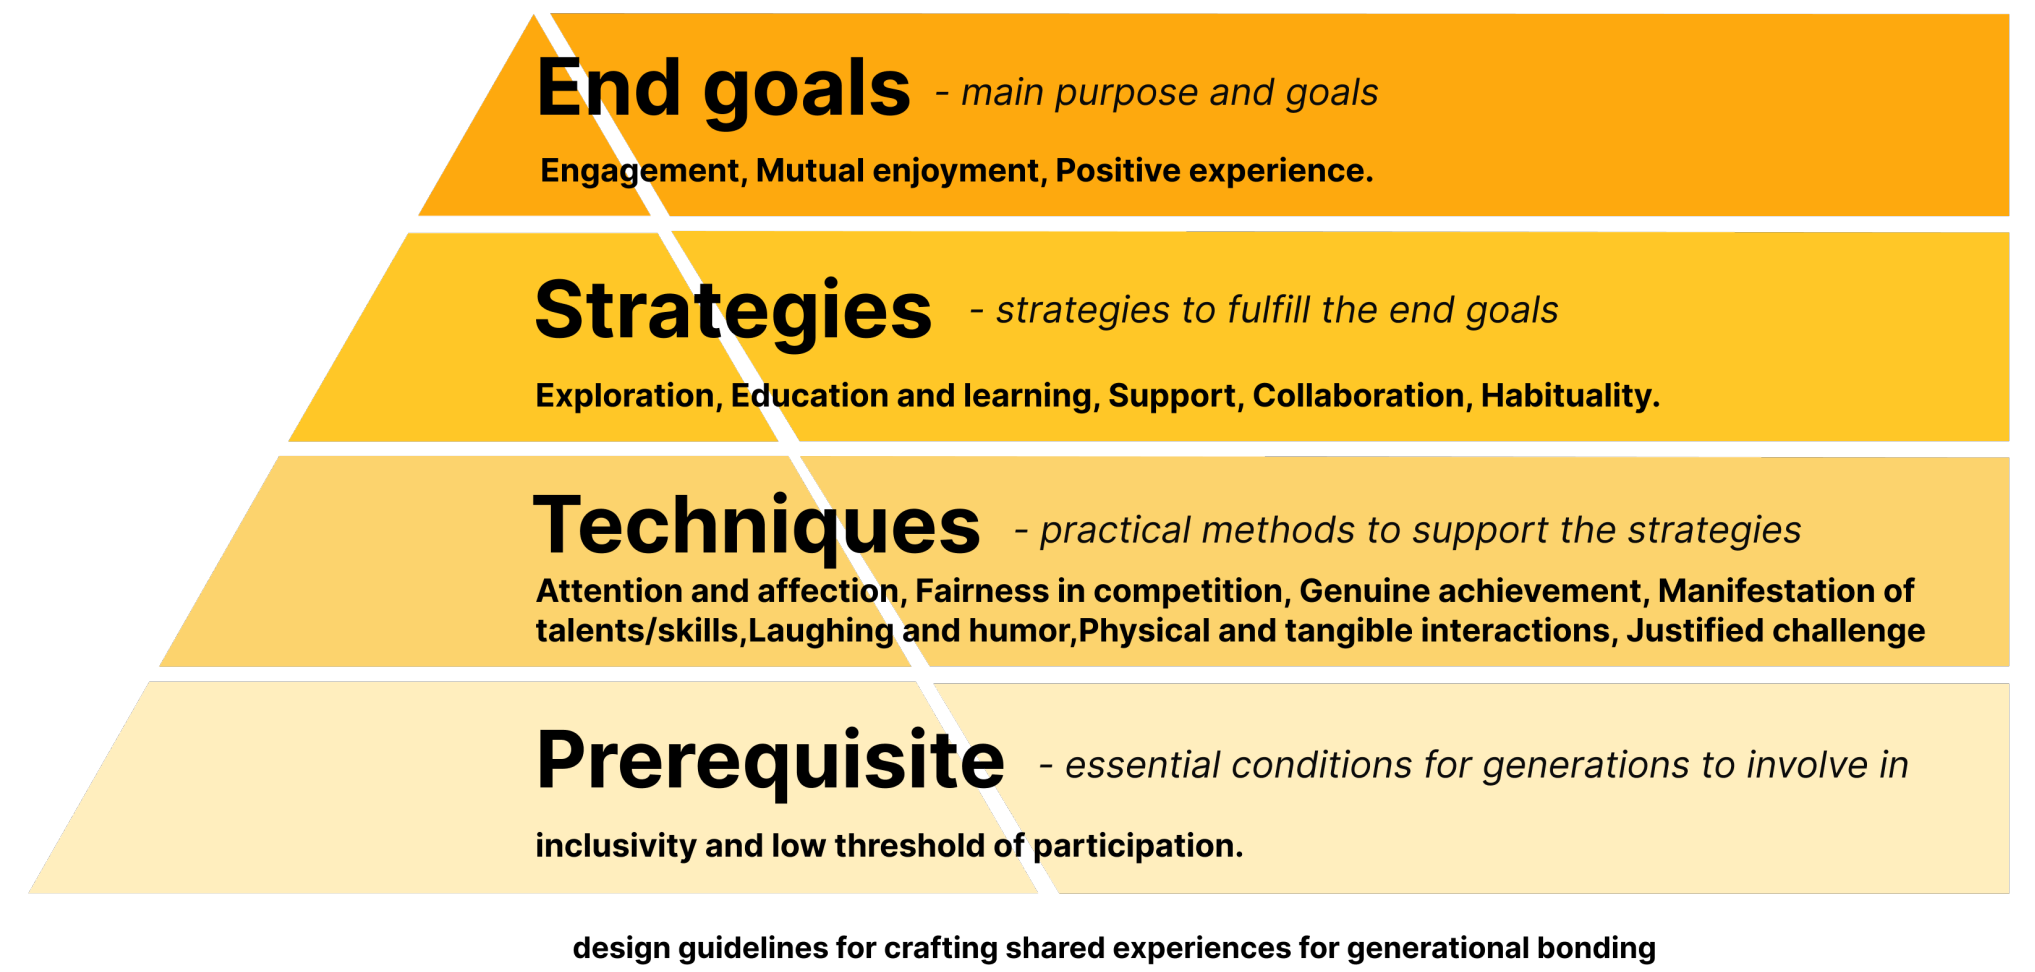 End goals - main purpose and goals
Engagement, Mutual enjoyment, Positive experience.
Strategies - strategies to fulfill the end goals
Exploration, Education and learning, Support, Collaboration, Habituality.
Techniques - practical methods to support the strategies
Attention and affection, Fairness in competition, Genuine achievement, Manifestation of
talents/skills,Laughing and humor,Physical and tangible interactions, Justified challenge
Prerequisite - essential conditions for generations to involve in
inclusivity and low threshold of participation.
design guidelines for crafting shared experiences for generational bonding